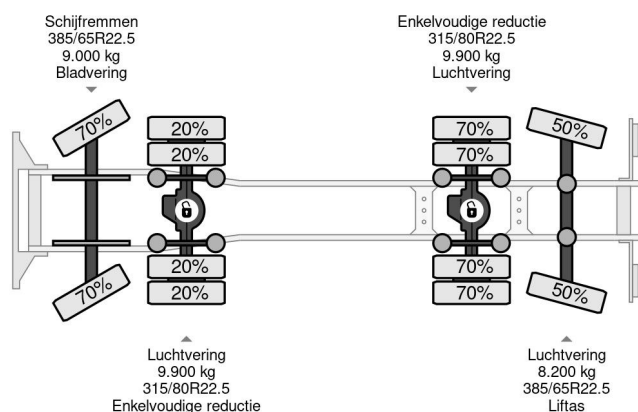 Schijfremmen
385/65R22.5
9.000 kg
Bladvering
Enkelvoudige reductie
315/80R22.5
9.900 kg
Luchtvering
70%
20%
20%
70%
70%
50%
70%
20%
20%
70%
70%
50%
Luchtvering
9.900 kg
315/80R22.5
Enkelvoudige reductie
Luchtvering
8.200 kg
385/65R22.5
Liftas